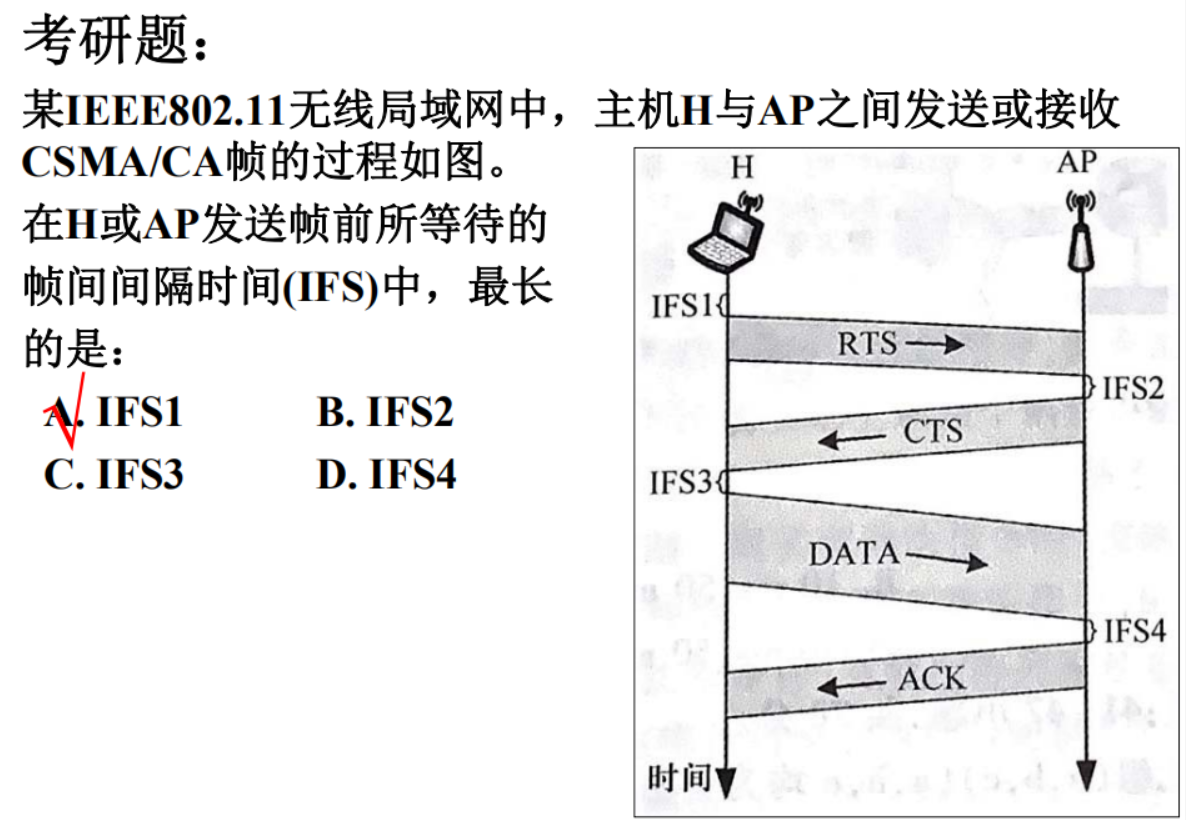 考研题：
某IEEE802.11无线局域网中，主机H与AP之间发送或接收
CSMA/CA帧的过程如图。
在H或AP发送帧前所等待的
帧间间隔时间(IFS)中，最长
的是：
A. IFS1 B. IFS2
C. IFS3 D. IFS4
H AP
IFS1
RTS
IFS2
CTS
IFS3
DATA
IFS4
ACK
时间